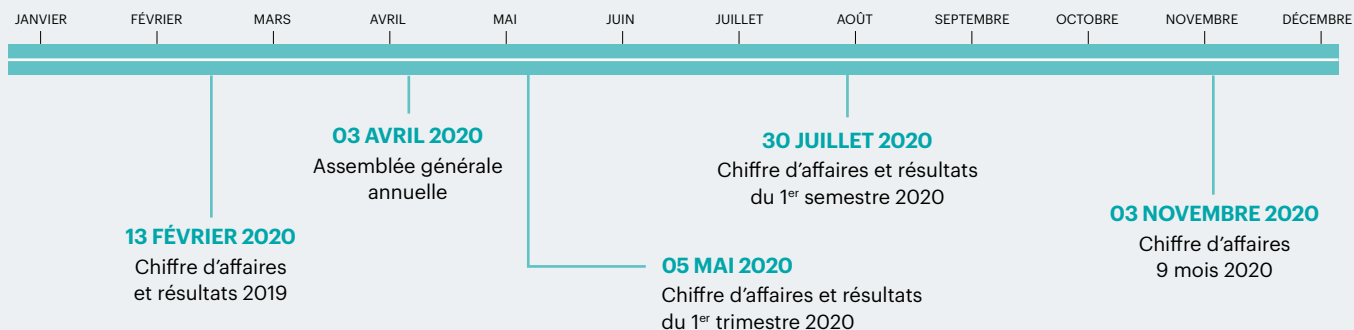 JANVIER FÉVRIER MARS AVRIL MAI JUIN JUILLET AOÛT SEPTEMBRE OCTOBRE NOVEMBRE DÉCEMBRE
13 FÉVRIER 2020
Chiffre d’affaires
et résultats 2019
03 AVRIL 2020
Assemblée générale
annuelle
05 MAI 2020
Chiffre d’affaires et résultats
du 1er trimestre 2020
30 JUILLET 2020
Chiffre d’affaires et résultats
du 1er semestre 2020
03 NOVEMBRE 2020
Chiffre d’affaires
9 mois 2020